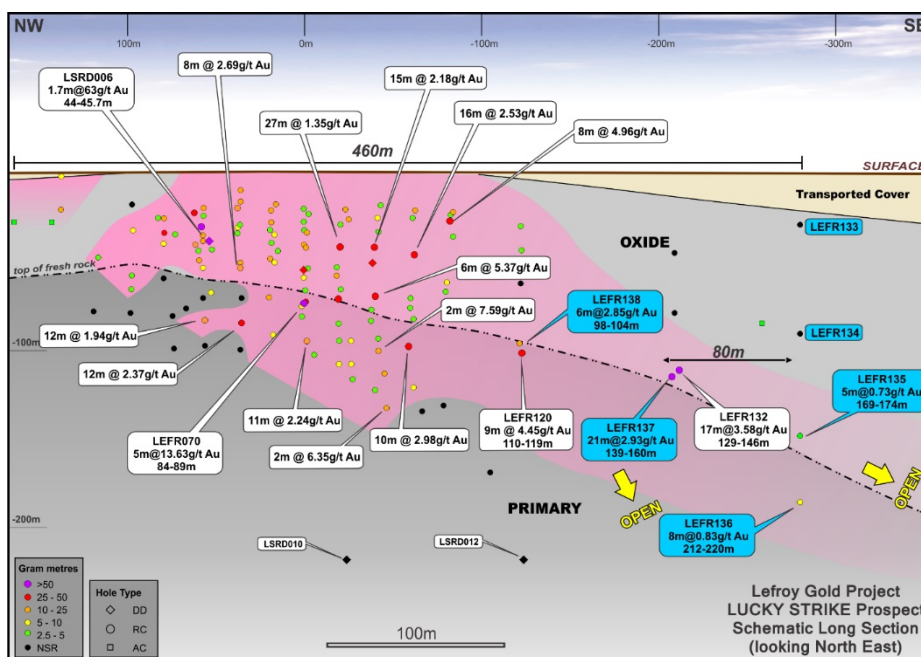 NW
SE
100m
0m
-100m
-200m
-300m
LSRD006
1.7m@63g/t Au
44-45.7m
8m @ 2.69g/t Au
27m @ 1.35g/t Au
15m @ 2.18g/t Au
16m @ 2.53g/t Au
8m @ 4.96g/t Au
460m
SURFACE
Transported Cover
LEFR133
OXIDE
top of fresh rock
6m @ 5.37g/t Au
2m @ 7.59g/t Au
LEFR138
6m@2.85g/t Au
98-104m
LEFR134
-100m
12m @ 1.94g/t Au
12m @ 2.37g/t Au
80m
LEFR135
5m@0.73g/t Au
169-174m
11m @ 2.24g/t Au
LEFR070
5m@13.63g/t Au
84-89m
2m @ 6.35g/t Au
10m @ 2.98g/t Au
LEFR120
9m @ 4.45g/t Au
110-119m
LEFR137
21m@2.93g/t Au
139-160m
LEFR132
17m@3.58g/t Au
129-146m
OPEN
OPEN
PRIMARY
-200m
LEFR136
8m@0.83g/t Au
212-220m
LSRD010
LSRD012
Gram metres
>50
25 - 50
10 - 25
5 - 10
2.5 - 5
NSR
Hole Type
DD
RC
AC
100m
Lefroy Gold Project
LUCKY STRIKE Prospect
Schematic Long Section
(looking North East)